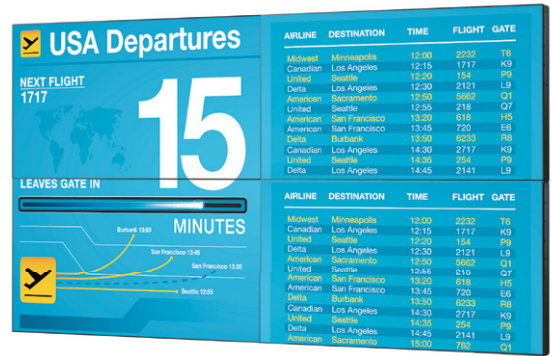 USA Departures
NEXT FLIGHT
1717
15
LEAVES GATE IN
MINUTES
Burbank 13:50
San Francisco 13:45
San Francisco 13:20
Seattle 12:55
AIRLINE DESTINATION TIME FLIGHT GATE
Midwest Minneapolis 12:00 2232 T6
Canadian Los Angeles 12:15 1717 K9
United Seattle 12:20 154 P9
Delta Los Angeles 12:30 2121 L9
American Sacramento 12:50 5662 Q1
United Seattle 12:55 218 Q7
American San Francisco 13:20 618 H5
American San Francisco 13:45 720 E6
Delta Burbank 13:50 6233 R8
Canadian Los Angeles 14:30 2717 K9
United Seattle 14:35 254 P9
Delta Los Angeles 14:45 2141 L9
AIRLINE DESTINATION TIME FLIGHT GATE
Midwest Minneapolis 12:00 2232 T6
Canadian Los Angeles 12:15 1717 K9
United Seattle 12:20 154 P9
Delta Los Angeles 12:30 2121 L9
American Sacramento 12:50 5662 Q1
United Seattle Q7
American San Francisco 13:20 618 H5
American San Francisco 13:45 720 E6
Delta Burbank 13:50 6233 R8
Canadian Los Angeles 14:30 2717 K9
United Seattle 14:35 254 P9
Delta Los Angeles 14:45 2141 L9
American Sacramento 15:00 762 Q1